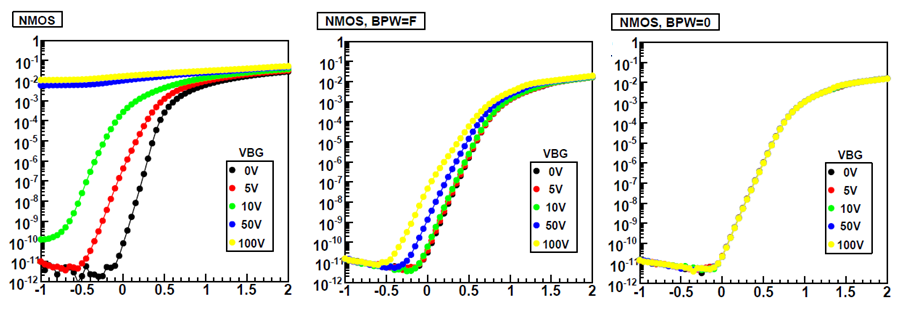 NMOS
1
10-1
10-2
10-3
10-4
10-5
10-6
10-7
10-8
10-9
10-10
10-11
10-12
-1 -0.5 0 0.5 1 1.5 2
VBG
0V
5V
10V
50V
100V
NMOS, BPW=F
1
10-1
10-2
10-3
10-4
10-5
10-6
10-7
10-8
10-9
10-10
10-11
10-12
-1 -0.5 0 0.5 1 1.5 2
VBG
0V
5V
10V
50V
100V
NMOS, BPW=0
1
10-1
10-2
10-3
10-4
10-5
10-6
10-7
10-8
10-9
10-10
10-11
10-12
-1 -0.5 0 0.5 1 1.5 2
VBG
0V
5V
10V
50V
100V